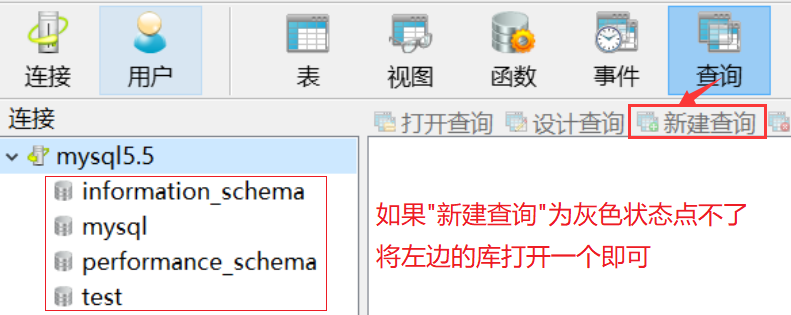 连接 用户 表 视图 函数 事件 查询
连接
打开查询 设计查询 新建查询
mysql5.5
information_schema
mysql
performance_schema
test
如果"新建查询"为灰色状态点不了
将左边的库打开一个即可